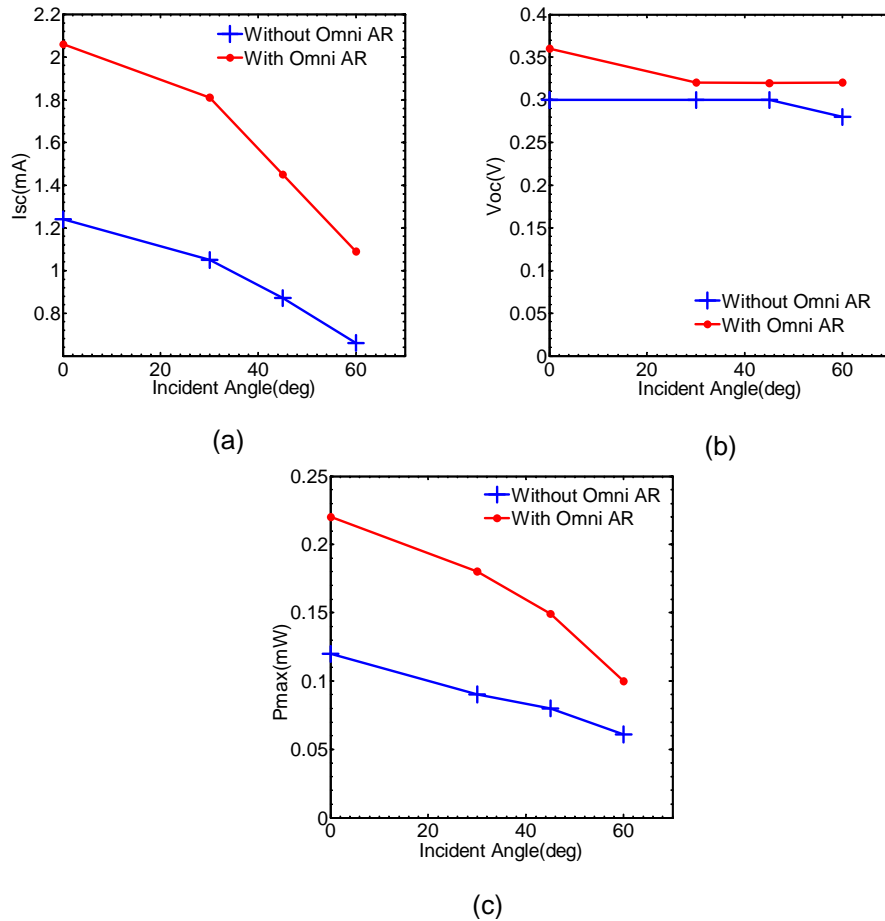 2.2
2
1.8
1.6
1.4
1.2
1
0.8
Isc(mA)
Without Omni AR
With Omni AR
0 20 40 60
Incident Angle(deg)
(a)
0.4
0.35
0.3
0.25
0.2
0.15
0.1
0.05
0
Voc(V)
Without Omni AR
With Omni AR
0 20 40 60
Incident Angle(deg)
(b)
0.25
0.2
0.15
0.1
0.05
0
Pmax(mW)
Without Omni AR
With Omni AR
0 20 40 60
Incident Angle(deg)
(c)